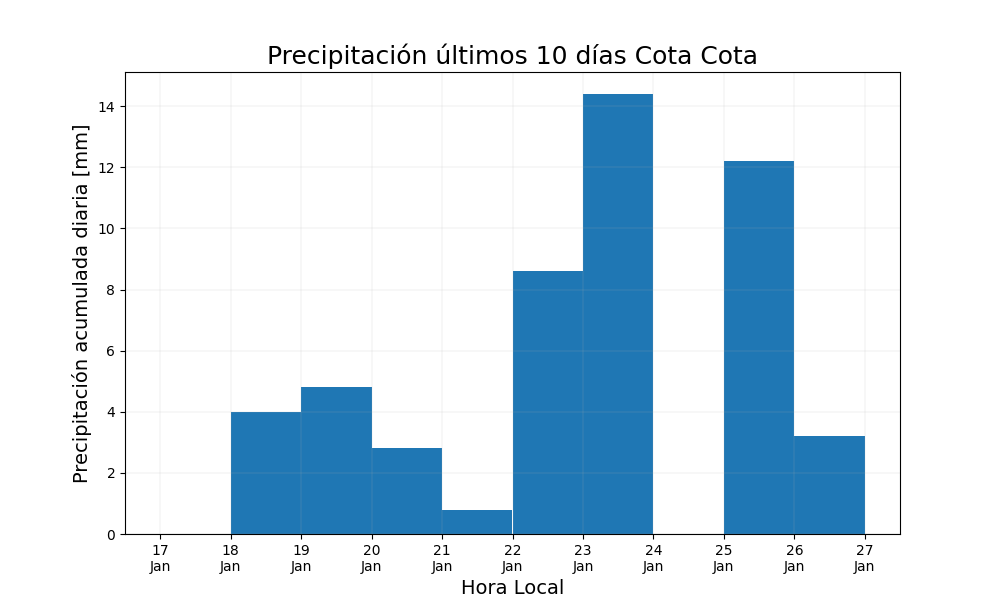 Precipitación últimos 10 días Cota Cota
Precipitación acumulada diaria [mm]
14
12
10
8
6
4
2
0
17 18 19 20 21 22 23 24 25 26 27
Jan Jan Jan Jan Jan Jan Jan Jan Jan Jan Jan
Hora Local